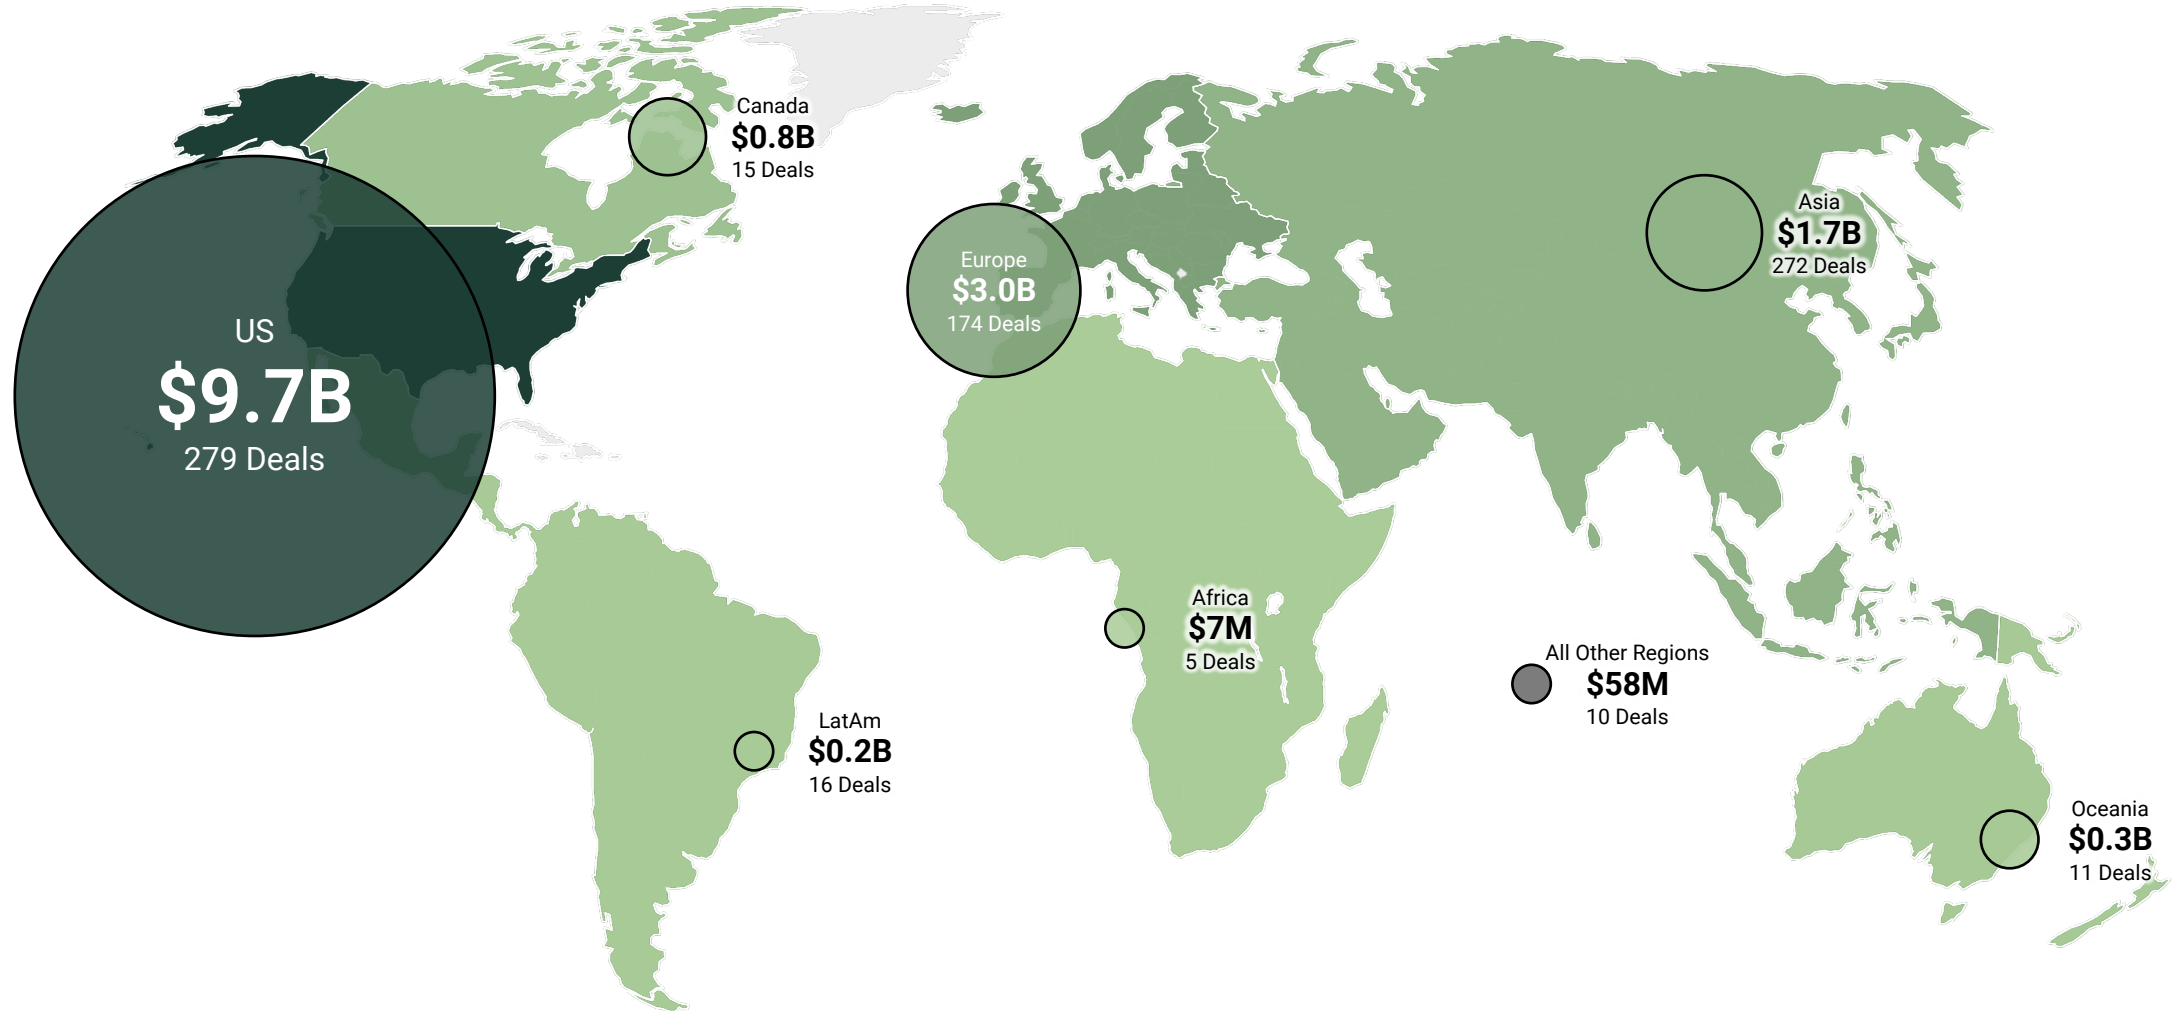 Canada
$0.8B
15 Deals
US
$9.7B
279 Deals
Europe
$3.0B
174 Deals
Asia
$1.7B
272 Deals
Africa
$7M
5 Deals
All Other Regions
$58M
10 Deals
LatAm
$0.2B
16 Deals
Oceania
$0.3B
11 Deals